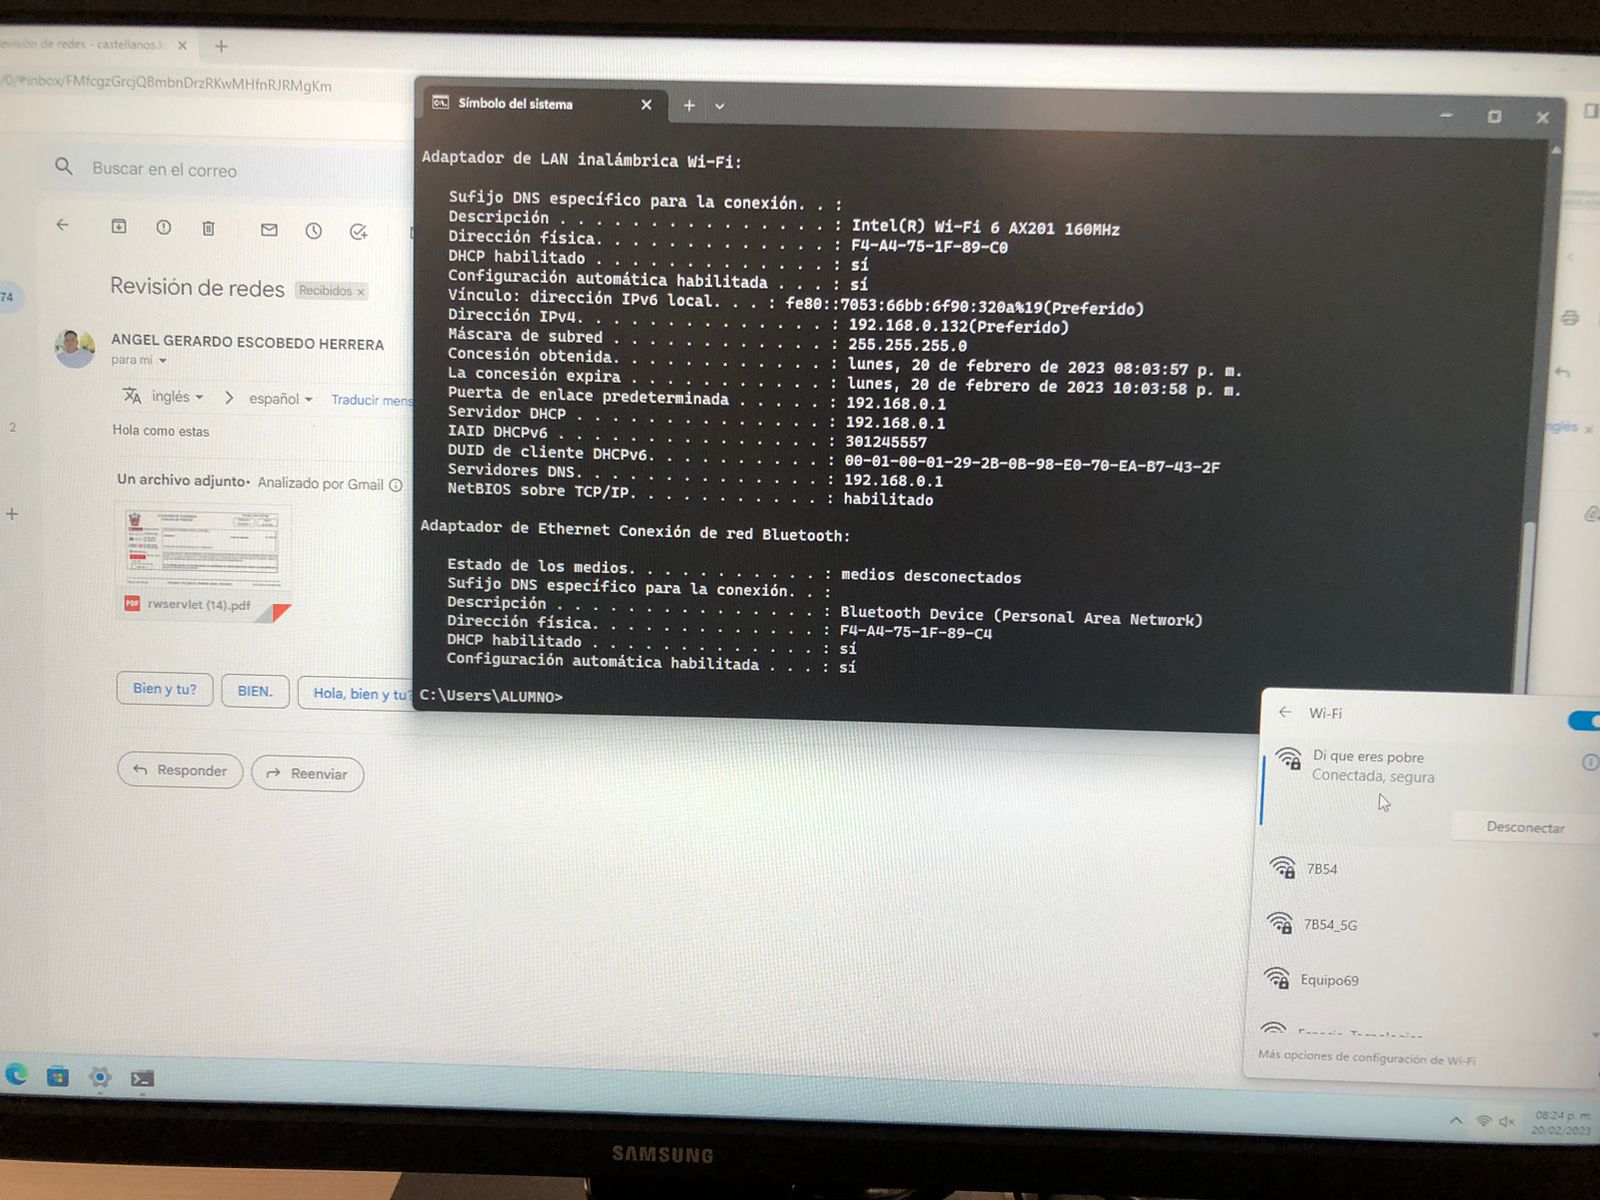 evisión de redes - castellanos.
/0/#inbox/FMfcgzGrcjQBmbnDrzRKwMHfnRJRMgKm
Buscar en el correo
74
Revisión de redes Recibidos ×
ANGEL GERARDO ESCOBEDO HERRERA
para mí
inglés > español Traducir mens
2
Hola como estas
Un archivo adjunto • Analizado por Gmail
PDF rwservlet (14).pdf
Bien y tu?
BIEN.
Hola, bien y tu?
Responder
Reenviar
Símbolo del sistema
Adaptador de LAN inalámbrica Wi-Fi:
Sufijo DNS específico para la conexión. . :
Descripción . . . . . . . . . . . . . . . : Intel(R) Wi-Fi 6 AX201 160MHz
Dirección física. . . . . . . . . . . . . : F4-A4-75-1F-89-C0
DHCP habilitado . . . . . . . . . . . . . : sí
Configuración automática habilitada . . . : sí
Vínculo: dirección IPv6 local. . . : fe80::7053:66bb:6f90:320a%19(Preferido)
Dirección IPv4. . . . . . . . . . . . . . : 192.168.0.132(Preferido)
Máscara de subred . . . . . . . . . . . . : 255.255.255.0
Concesión obtenida. . . . . . . . . . . . : lunes, 20 de febrero de 2023 08:03:57 p. m.
La concesión expira . . . . . . . . . . . : lunes, 20 de febrero de 2023 10:03:58 p. m.
Puerta de enlace predeterminada . . . . . : 192.168.0.1
Servidor DHCP . . . . . . . . . . . . . . : 192.168.0.1
IAID DHCPv6 . . . . . . . . . . . . . . . : 301245557
DUID de cliente DHCPv6. . . . . . . . . . : 00-01-00-01-29-2B-0B-98-E0-70-EA-B7-43-2F
Servidores DNS. . . . . . . . . . . . . . : 192.168.0.1
NetBIOS sobre TCP/IP. . . . . . . . . . . : habilitado
Adaptador de Ethernet Conexión de red Bluetooth:
Estado de los medios. . . . . . . . . . . : medios desconectados
Sufijo DNS específico para la conexión. . :
Descripción . . . . . . . . . . . . . . . : Bluetooth Device (Personal Area Network)
Dirección física. . . . . . . . . . . . . : F4-A4-75-1F-89-C4
DHCP habilitado . . . . . . . . . . . . . : sí
Configuración automática habilitada . . . : sí
C:\Users\ALUMNO>
nglés ×
Wi-Fi
Di que eres pobre
Conectada, segura
Desconectar
7B54
7B54_5G
Equipo69
Más opciones de configuración de Wi-Fi
08:24 p. m.
20/02/2023
SAMSUNG